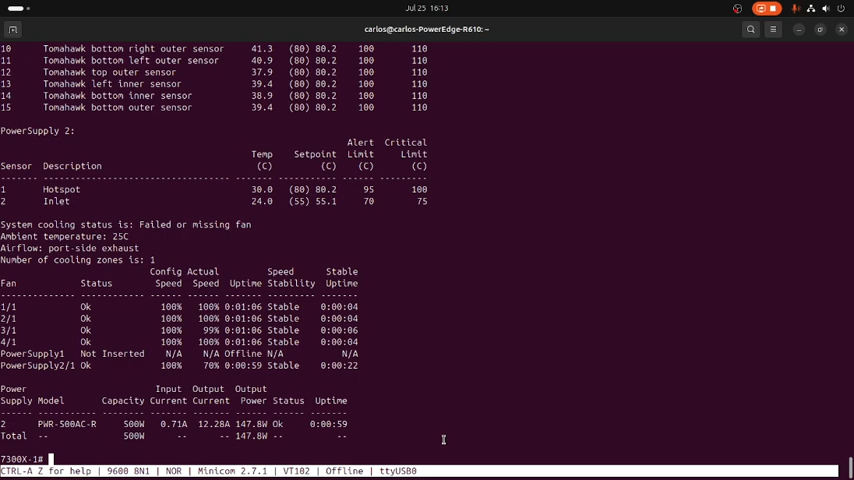 Jul 25 16:13
carlos@carlos-PowerEdge-R610: ~
10 Tomahawk bottom right outer sensor 41.3 (80) 80.2 100 110
11 Tomahawk bottom left outer sensor 40.9 (80) 80.2 100 110
12 Tomahawk top outer sensor 37.9 (80) 80.2 100 110
13 Tomahawk left inner sensor 39.4 (80) 80.2 100 110
14 Tomahawk bottom inner sensor 38.9 (80) 80.2 100 110
15 Tomahawk bottom outer sensor 39.4 (80) 80.2 100 110
PowerSupply 2:
Alert Critical
Temp Setpoint Limit Limit
Sensor Description (C) (C) (C) (C)
------- ----------------------------------- ------- ---------- ------ ---------
1 Hotspot 30.0 (80) 80.2 95 100
2 Inlet 24.0 (55) 55.1 70 75
System cooling status is: Failed or missing fan
Ambient temperature: 25C
Airflow: port-side exhaust
Number of cooling zones is: 1
Config Actual Speed Stable
Fan Status Speed Speed Uptime Stability Uptime
-------------- --------------- ------ ------ ------- --------- -------
1/1 Ok 100% 100% 0:01:06 Stable 0:00:04
2/1 Ok 100% 100% 0:01:06 Stable 0:00:04
3/1 Ok 100% 99% 0:01:06 Stable 0:00:06
4/1 Ok 100% 100% 0:01:06 Stable 0:00:04
PowerSupply1 Not Inserted N/A N/A Offline N/A N/A
PowerSupply2/1 Ok 100% 70% 0:00:59 Stable 0:00:22
Power Input Output Output
Supply Model Capacity Current Current Power Status Uptime
------ ------------ -------- ------- ------- ------ ------ -------
2 PWR-500AC-R 500W 0.71A 12.28A 147.8W Ok 0:00:59
Total -- 500W -- -- 147.8W -- --
7300X-1#
CTRL-A Z for help | 9600 8N1 | NOR | Minicom 2.7.1 | VT102 | Offline | ttyUSB0